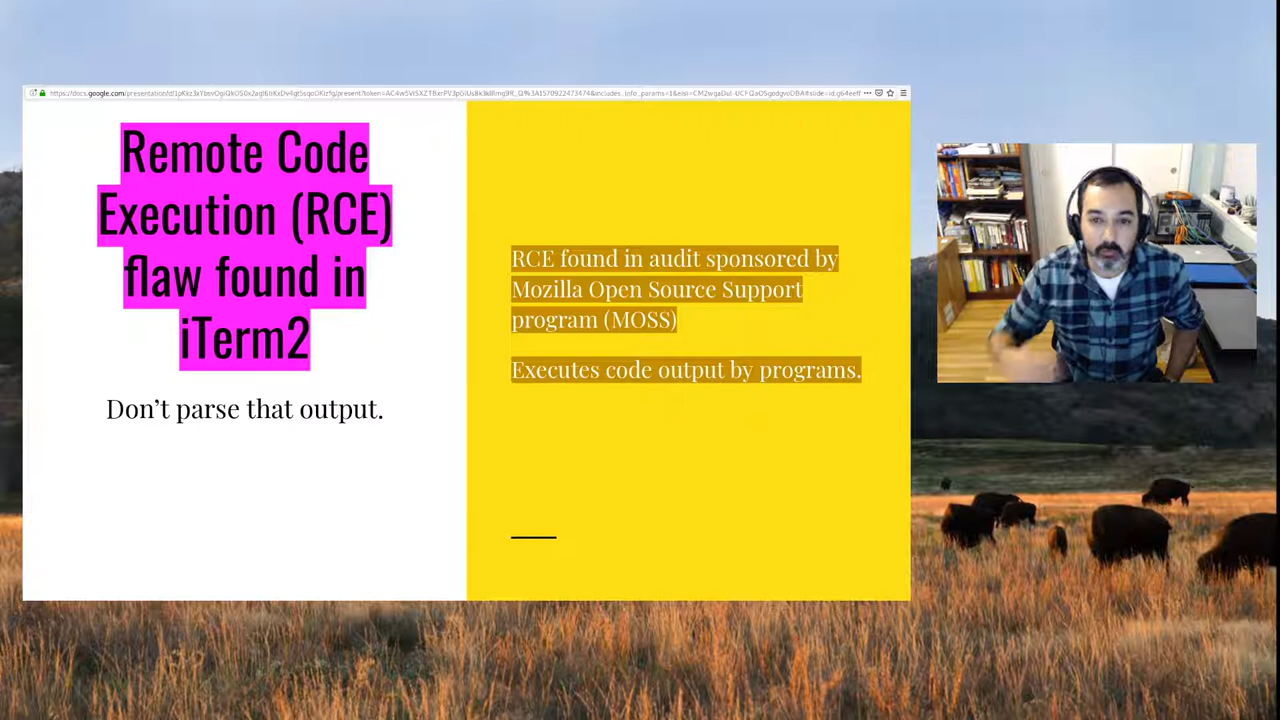 Remote Code
Execution (RCE)
flaw found in
iTerm2
Don’t parse that output.
RCE found in audit sponsored by
Mozilla Open Source Support
program (MOSS)
Executes code output by programs.